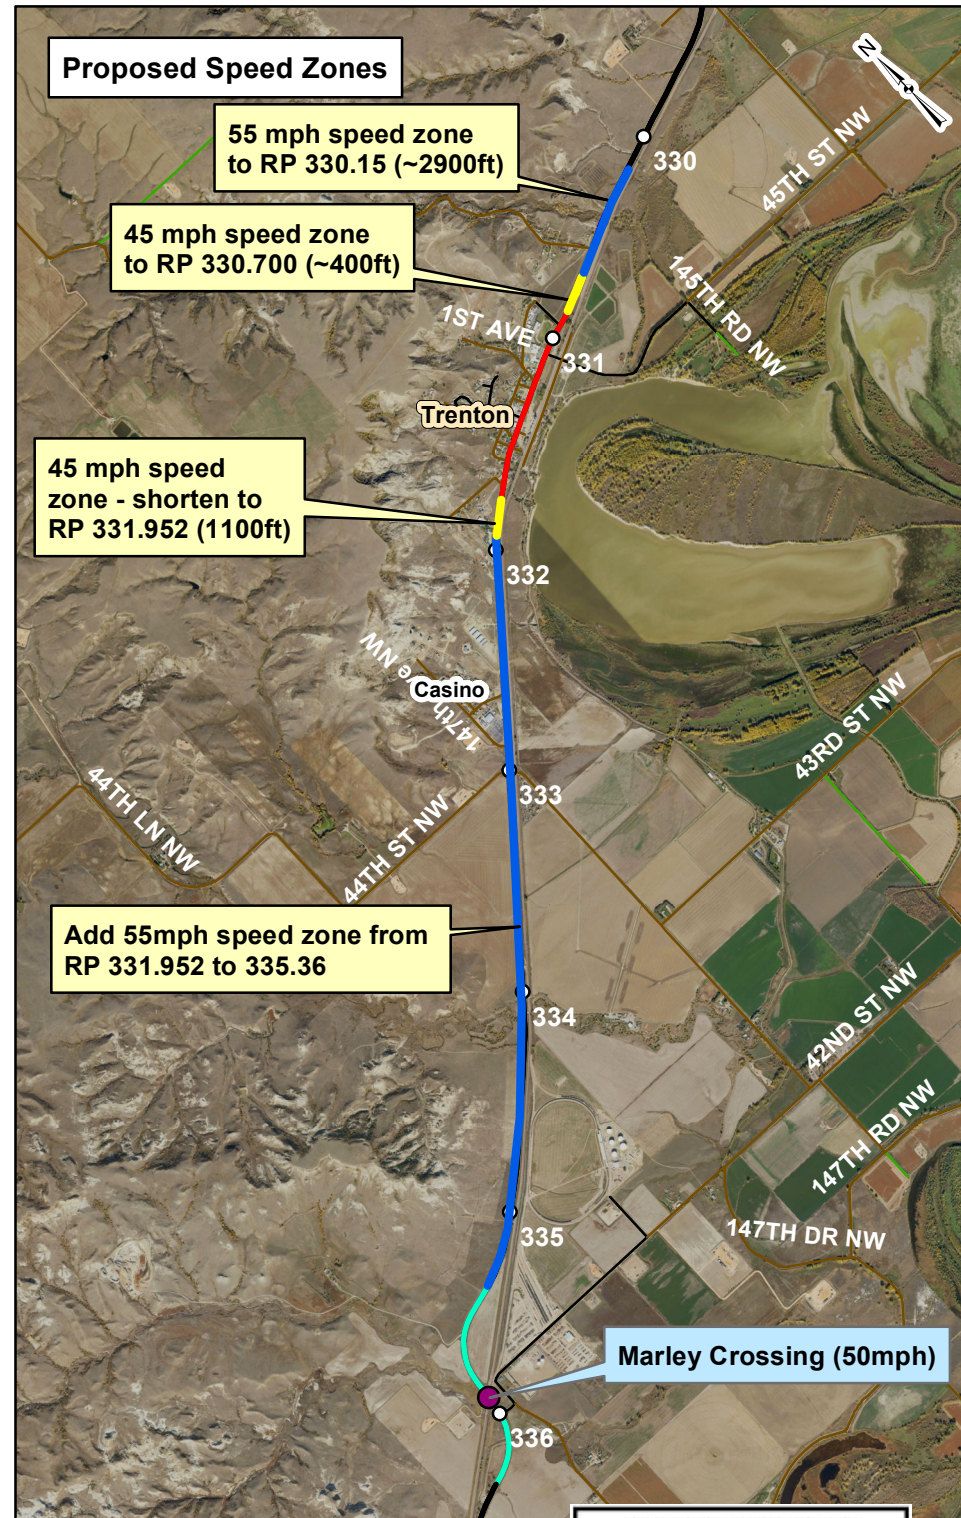 Proposed Speed Zones
N
55 mph speed zone
to RP 330.15 (~2900ft)
330
45TH ST NW
45 mph speed zone
to RP 330.700 (~400ft)
145TH RD NW
1ST AVE
331
Trenton
45 mph speed
zone - shorten to
RP 331.952 (1100ft)
332
147th Ave NW
Casino
43RD ST NW
333
44TH LN NW
44TH ST NW
Add 55mph speed zone from
RP 331.952 to 335.36
334
42ND ST NW
147TH RD NW
335
147TH DR NW
Marley Crossing (50mph)
336